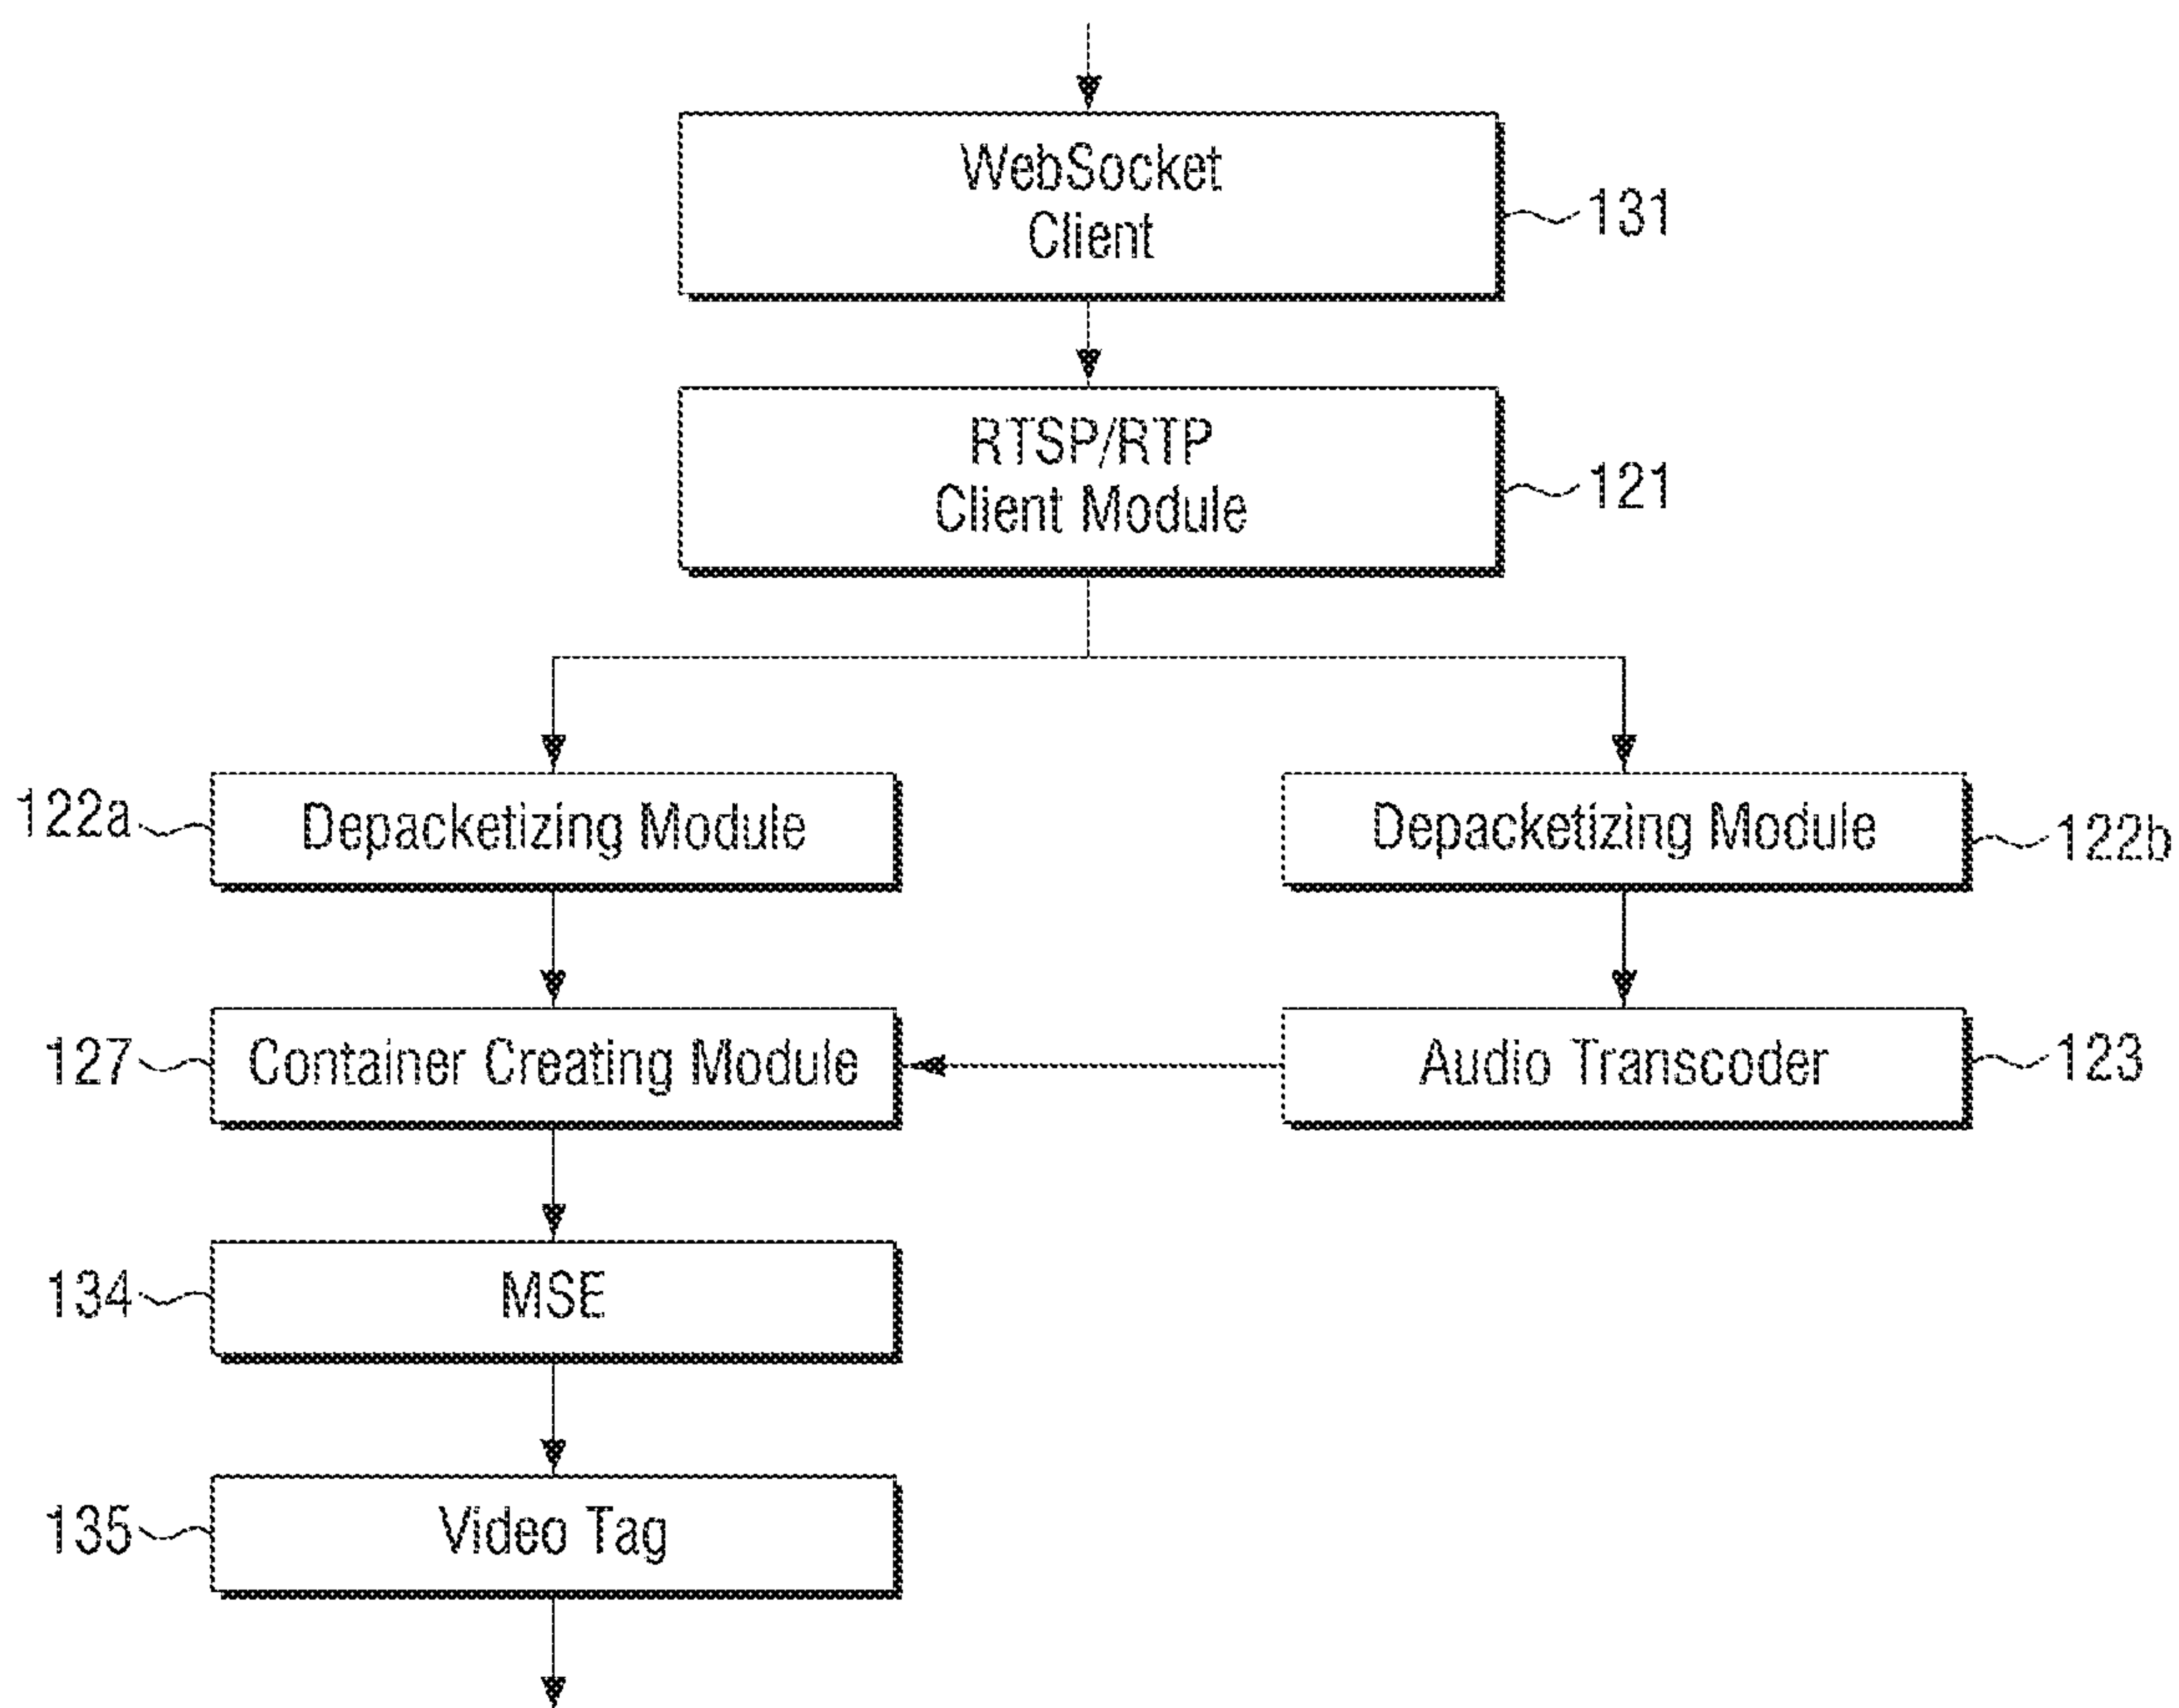 WebSocket
Client
131
RTSP/RTP
Client Module
121
122a
Depacketizing Module
Depacketizing Module
122b
127
Container Creating Module
Audio Transcoder
123
134
MSE
135
Video Tag